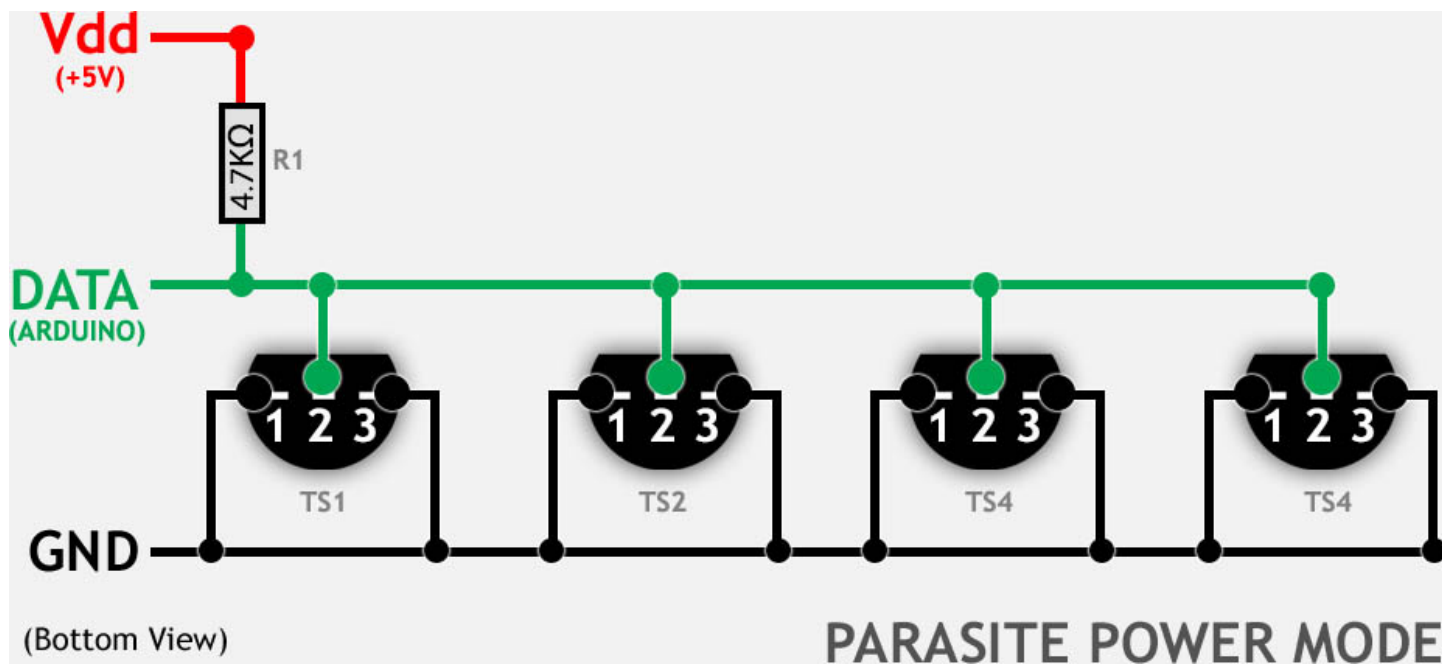 Vdd
(+5V)
4.7KΩ
R1
DATA
(ARDUINO)
1 2 3
1 2 3
1 2 3
1 2 3
TS1
TS2
TS4
TS4
GND
(Bottom View)
PARASITE POWER MODE